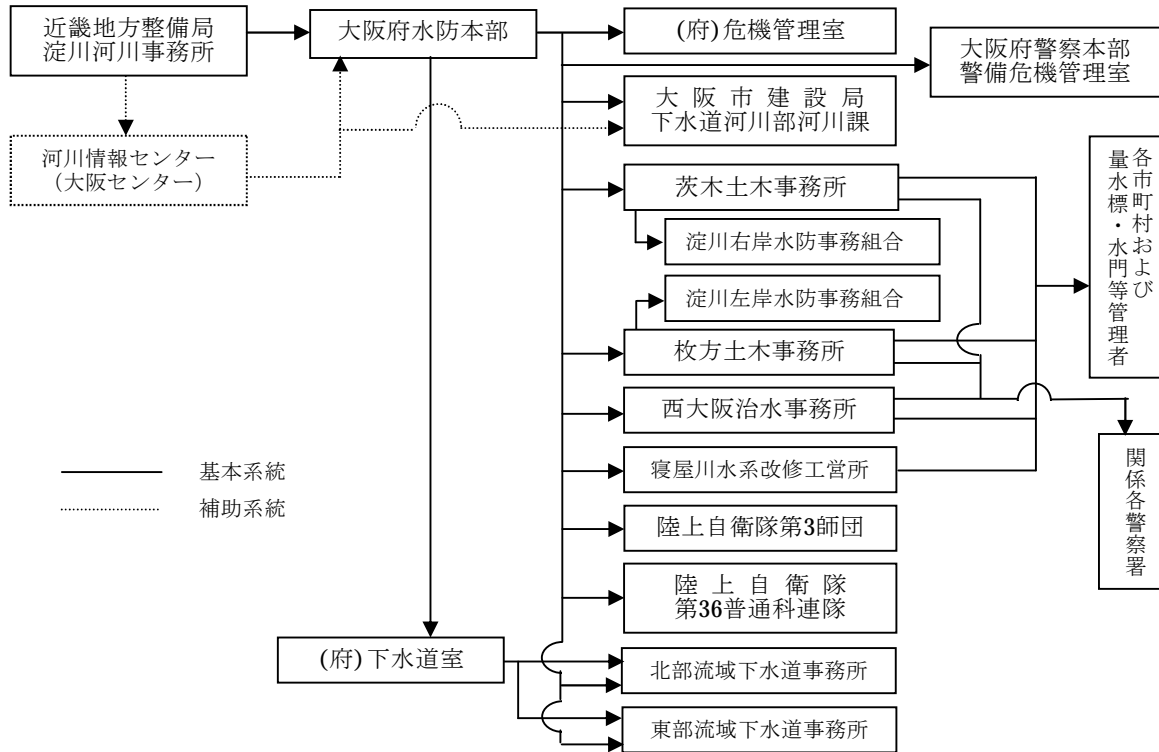 近畿地方整備局
淀川河川事務所
大阪府水防本部
(府)危機管理室
大阪府警察本部
警備危機管理室
大阪市建設局
下水道河川部河川課
河川情報センター
（大阪センター）
茨木土木事務所
淀川右岸水防事務組合
淀川左岸水防事務組合
枚方土木事務所
西大阪治水事務所
寝屋川水系改修工営所
陸上自衛隊第3師団
陸上自衛隊
第36普通科連隊
(府)下水道室
北部流域下水道事務所
東部流域下水道事務所
各市町村および
量水標・水門等管理者
関係各警察署
基本系統
補助系統